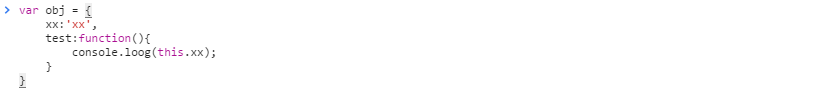 var obj = {
xx:'xx',
test:function(){
console.loog(this.xx);
}
}